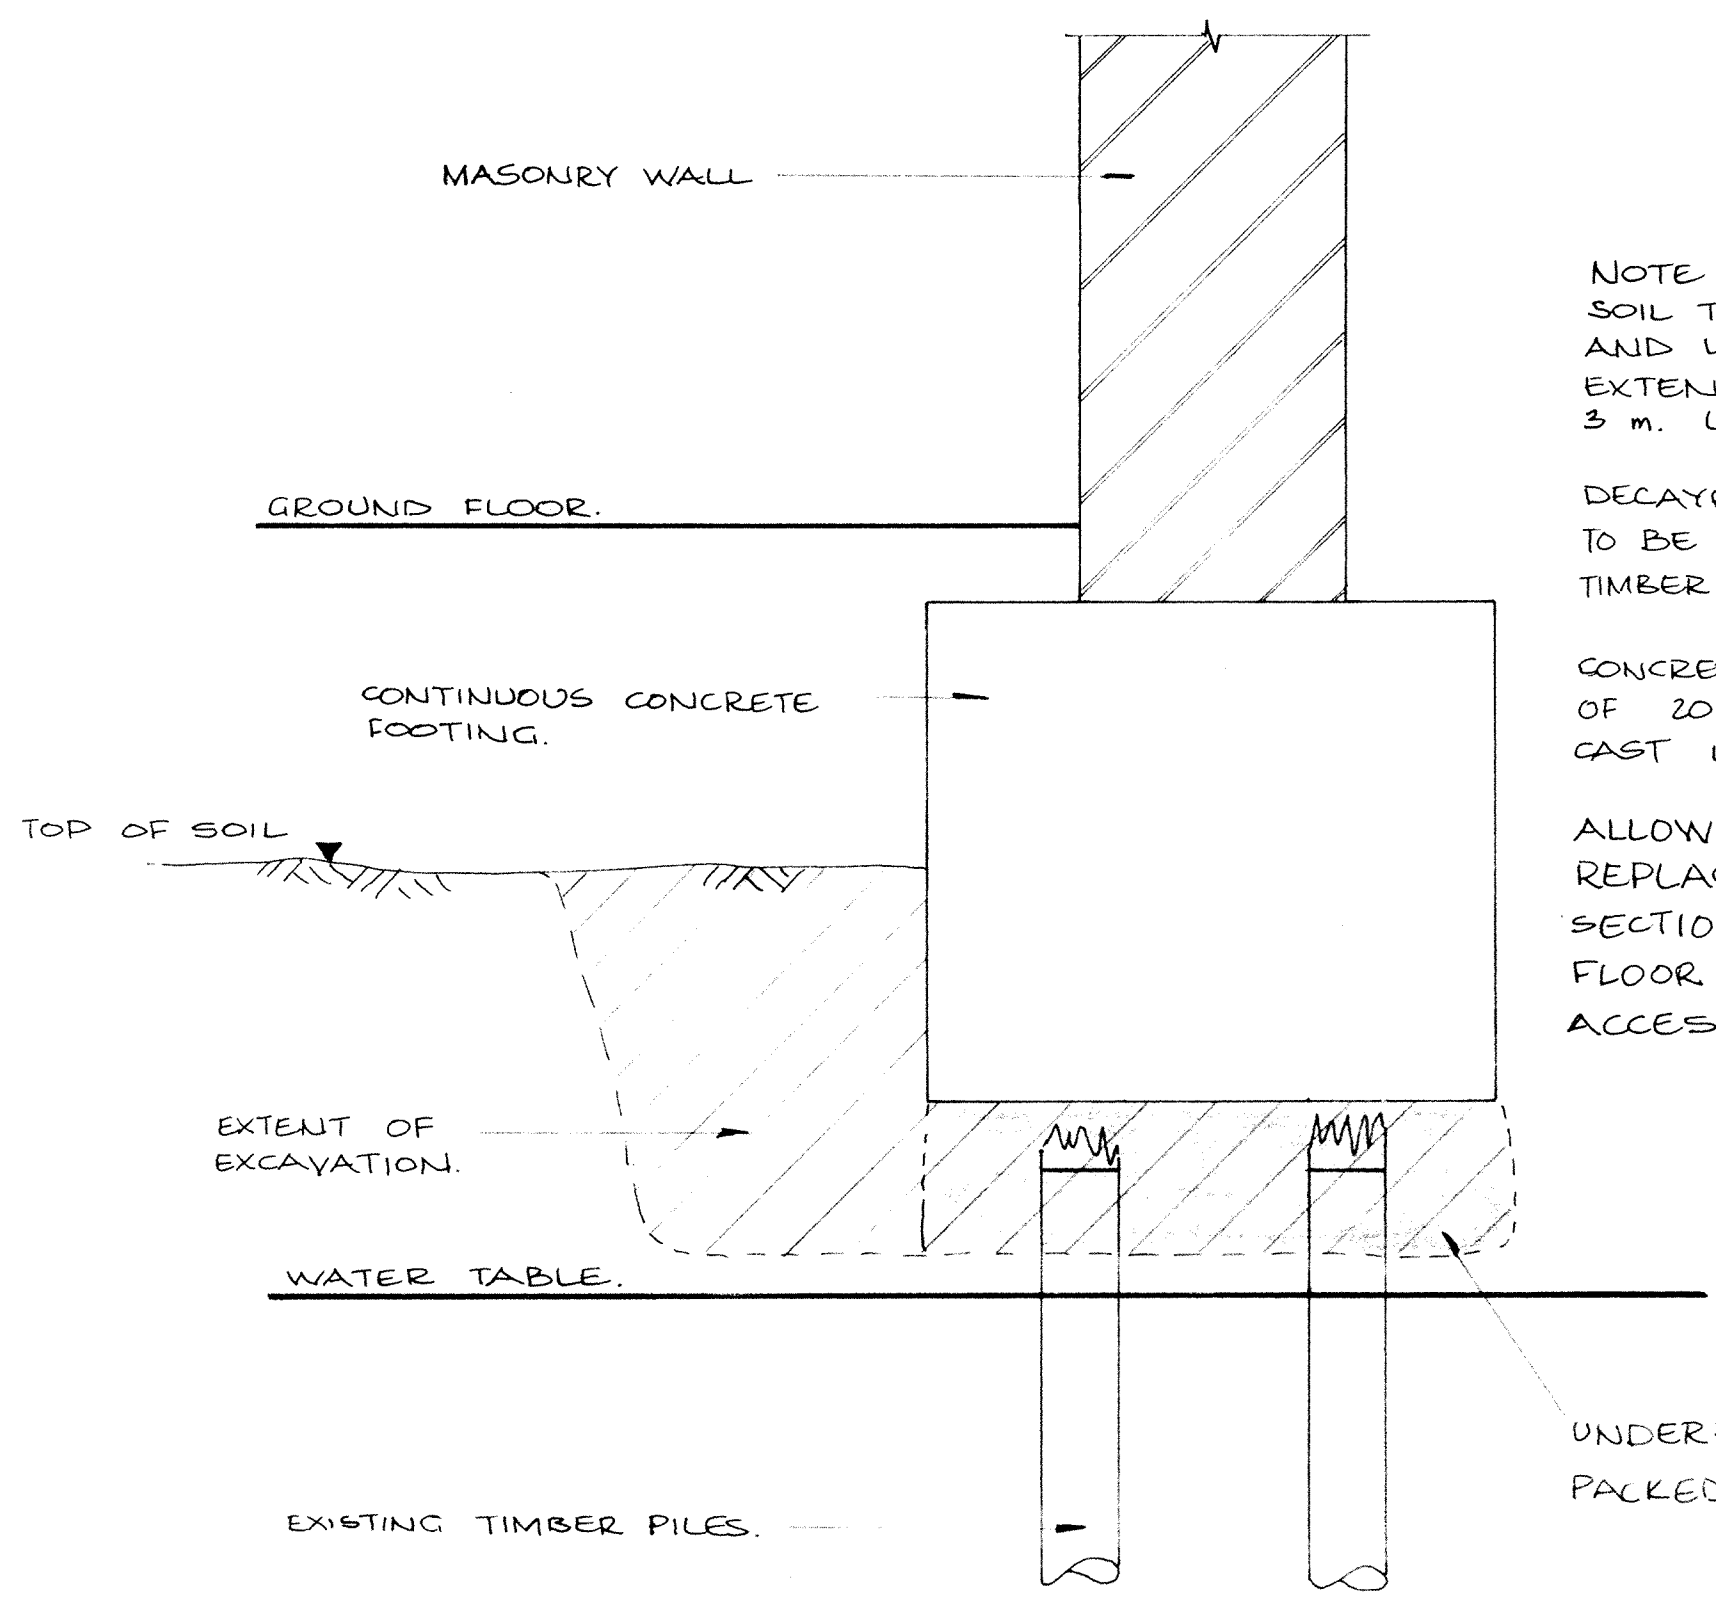 MASONRY WALL
GROUND FLOOR.
CONTINUOUS CONCRETE
FOOTING.
TOP OF SOIL
EXTENT OF
EXCAVATION.
WATER TABLE.
EXISTING TIMBER PILES.
NOTE
SOIL T
AND
EXTEN
3 m.
DECAY
TO BE
TIMBER
CONCRE
OF 20
CAST
ALLOW
REPLAC
SECTIO
FLOOR
ACCES
UNDER
PACKED